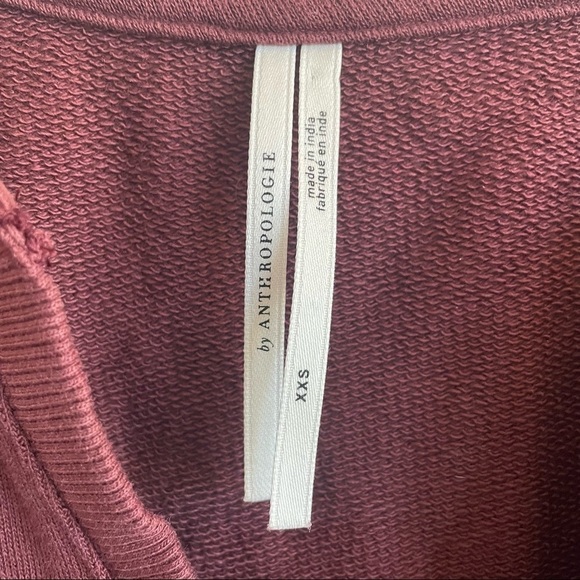 by ANTHROPOLOGIE
made in india
fabriqué en inde
XXS